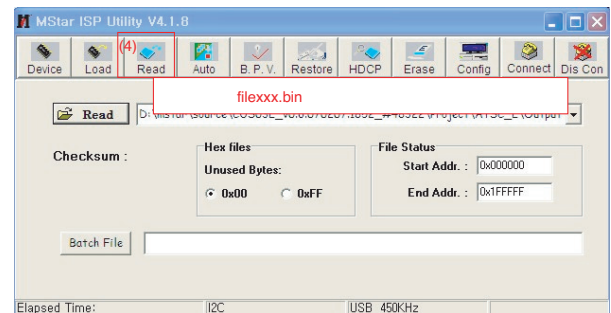 MStar ISP Utility V4.1.8
(4)
Device Load Read Auto B. P. V. Restore HDCP Erase Config Connect Dis Con
filexxx.bin
Read
Checksum :
Hex files
Unused Bytes:
0x00 0xFF
File Status
Start Addr. : 0x000000
End Addr. : 0x1FFFFF
Batch File
Elapsed Time: I2C USB 450KHz